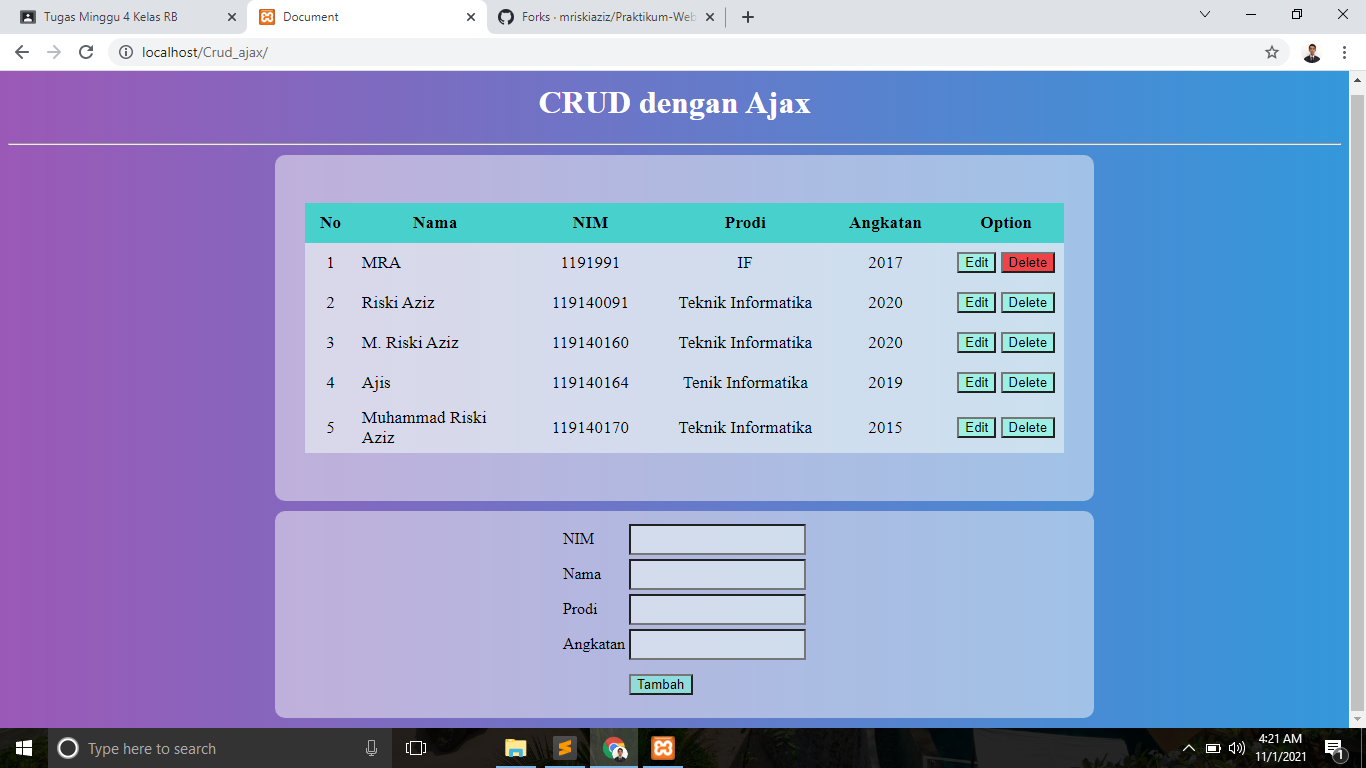 Tugas Minggu 4 Kelas RB
Document
Forks · mriskiaziz/Praktikum-Web
localhost/Crud_ajax/
CRUD dengan Ajax
No Nama NIM Prodi Angkatan Option
1 MRA 1191991 IF 2017 Edit Delete
2 Riski Aziz 119140091 Teknik Informatika 2020 Edit Delete
3 M. Riski Aziz 119140160 Teknik Informatika 2020 Edit Delete
4 Ajis 119140164 Tenik Informatika 2019 Edit Delete
5 Muhammad Riski
Aziz 119140170 Teknik Informatika 2015 Edit Delete
NIM
Nama
Prodi
Angkatan
Tambah
Type here to search
4:21 AM
11/1/2021
1